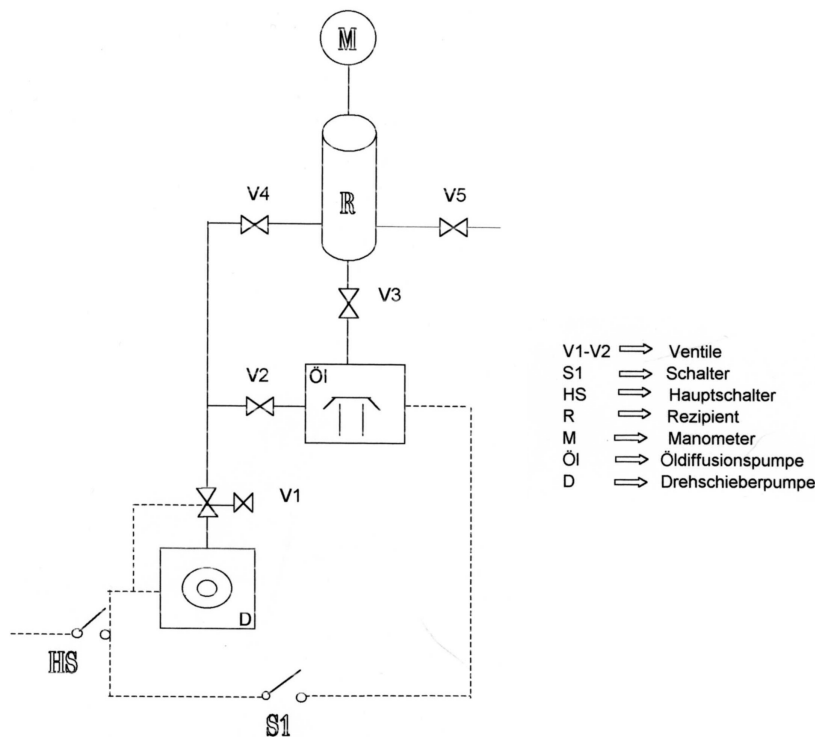 M
R
V4
V5
V3
V2
Öl
V1
D
HS
S1
V1-V2 ⇒ Ventile
S1 ⇒ Schalter
HS ⇒ Hauptschalter
R ⇒ Rezipient
M ⇒ Manometer
Öl ⇒ Öldiffusionspumpe
D ⇒ Drehschieberpumpe